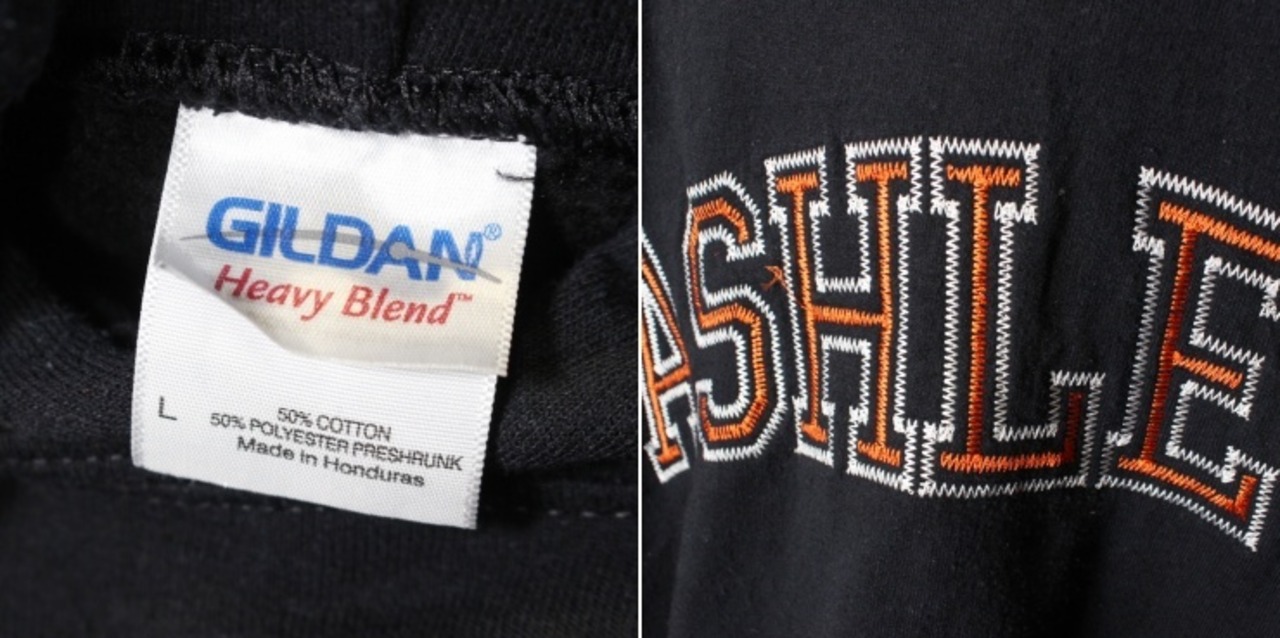 GILDAN®
Heavy Blend™
L
50% COTTON
50% POLYESTER PRESHRUNK
Made in Honduras
ASHLE